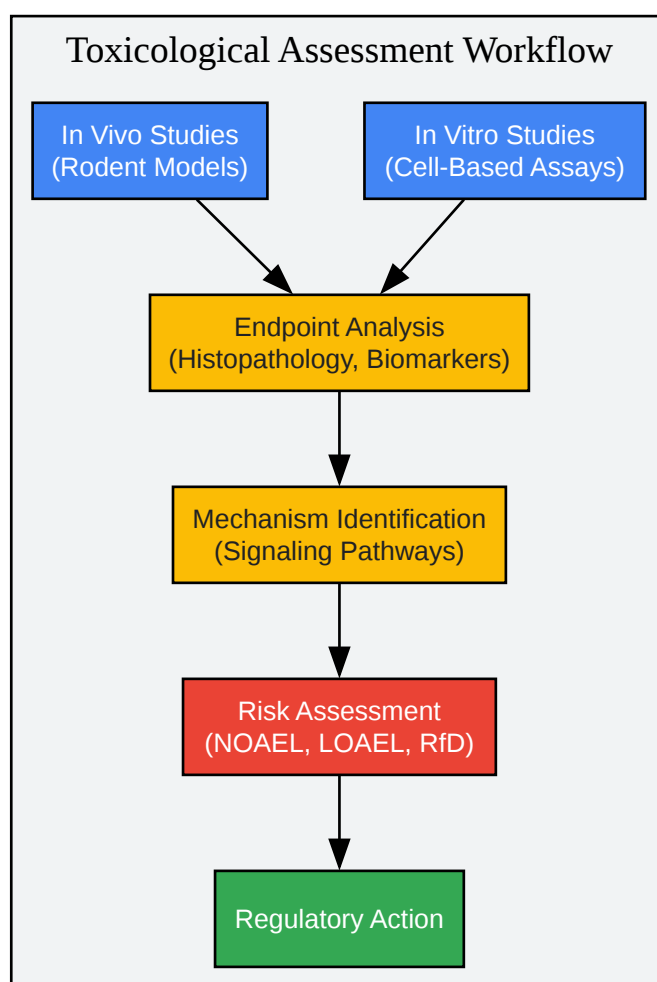 Toxicological Assessment Workflow
In Vivo Studies
(Rodent Models)
In Vitro Studies
(Cell-Based Assays)
Endpoint Analysis
(Histopathology, Biomarkers)
Mechanism Identification
(Signaling Pathways)
Risk Assessment
(NOAEL, LOAEL, RfD)
Regulatory Action